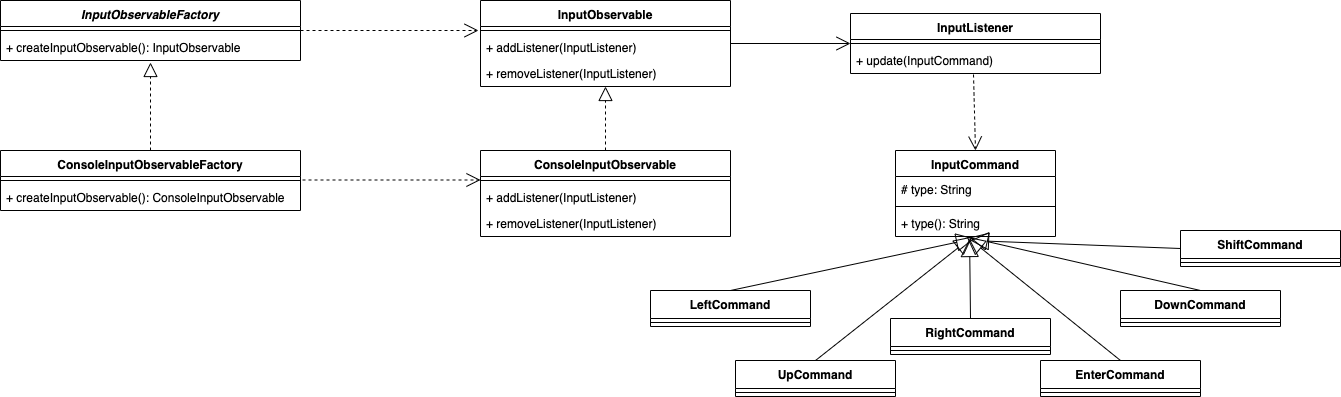 InputObservableFactory
+ createInputObservable(): InputObservable
InputObservable
+ addListener(InputListener)
+ removeListener(InputListener)
InputListener
+ update(InputCommand)
ConsoleInputObservableFactory
+ createInputObservable(): ConsoleInputObservable
ConsoleInputObservable
+ addListener(InputListener)
+ removeListener(InputListener)
InputCommand
# type: String
+ type(): String
ShiftCommand
LeftCommand
DownCommand
RightCommand
UpCommand
EnterCommand